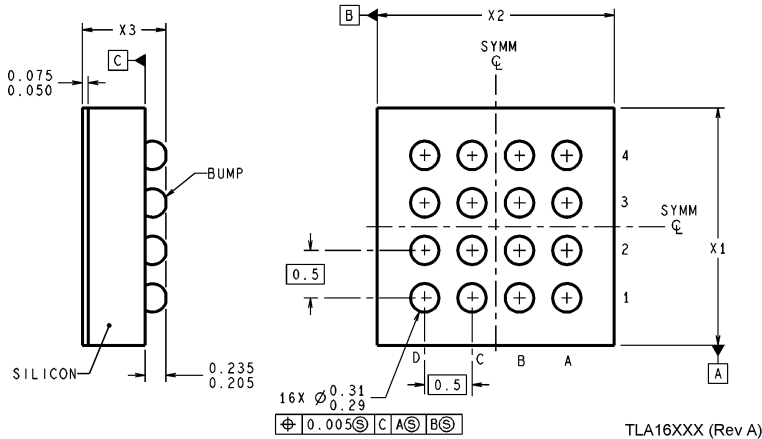 X3
C
0.075
0.050
BUMP
SILICON
0.235
0.205
B
X2
SYMM
℄
4
3
SYMM
℄
2
X1
1
0.5
D C B A
A
0.5
16X Ø 0.31
0.29
⌖ 0.005Ⓢ C AⓈ BⓈ
TLA16XXX (Rev A)